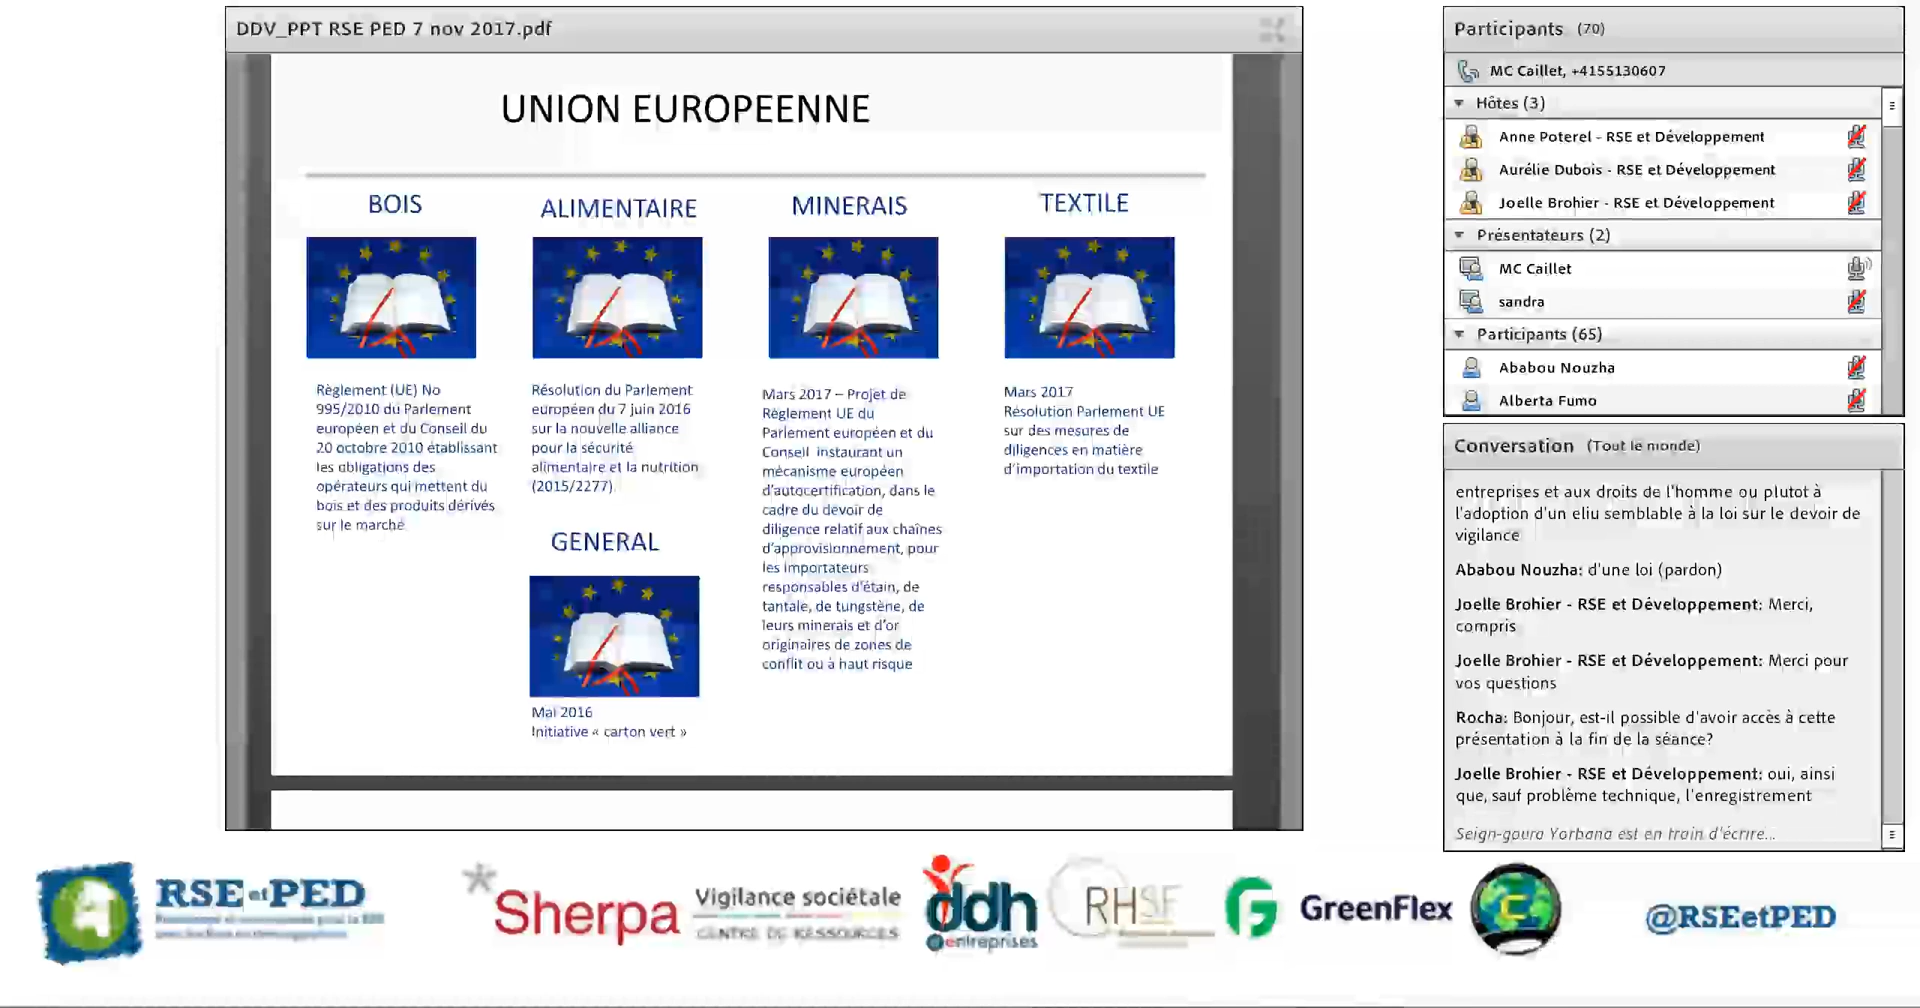 DDV_PPT RSE PED 7 nov 2017.pdf
UNION EUROPEENNE
BOIS
Règlement (UE) No
995/2010 du Parlement
européen et du Conseil du
20 octobre 2010 établissant
les obligations des
opérateurs qui mettent du
bois et des produits dérivés
sur le marché
ALIMENTAIRE
Résolution du Parlement
européen du 7 juin 2016
sur la nouvelle alliance
pour la sécurité
alimentaire et la nutrition
(2015/2277)
GENERAL
Mai 2016
Initiative « carton vert »
MINERAIS
Mars 2017 – Projet de
Règlement UE du
Parlement européen et du
Conseil instaurant un
mécanisme européen
d'autocertification, dans le
cadre du devoir de
diligence relatif aux chaînes
d'approvisionnement, pour
les importateurs
responsables d'étain, de
tantale, de tungstène, de
leurs minerais et d'or
originaires de zones de
conflit ou à haut risque
TEXTILE
Mars 2017
Résolution Parlement UE
sur des mesures de
diligences en matière
d'importation du textile
Participants (70)
MC Caillet, +4155130607
Hôtes (3)
Anne Poterel - RSE et Développement
Aurélie Dubois - RSE et Développement
Joelle Brohier - RSE et Développement
Présentateurs (2)
MC Caillet
sandra
Participants (65)
Ababou Nouzha
Alberta Fumo
Conversation (Tout le monde)
entreprises et aux droits de l'homme ou plutot à
l'adoption d'un eliu semblable à la loi sur le devoir de
vigilance
Ababou Nouzha: d'une loi (pardon)
Joelle Brohier - RSE et Développement: Merci,
compris
Joelle Brohier - RSE et Développement: Merci pour
vos questions
Rocha: Bonjour, est-il possible d'avoir accès à cette
présentation à la fin de la séance?
Joelle Brohier - RSE et Développement: oui, ainsi
que, sauf problème technique, l'enregistrement
Seign-goura Yorbana est en train d'écrire...
RSE et PED
Sherpa
Vigilance sociétale
CENTRE DE RESSOURCES
ddh
@entreprises
RHSF
GreenFlex
@RSEetPED